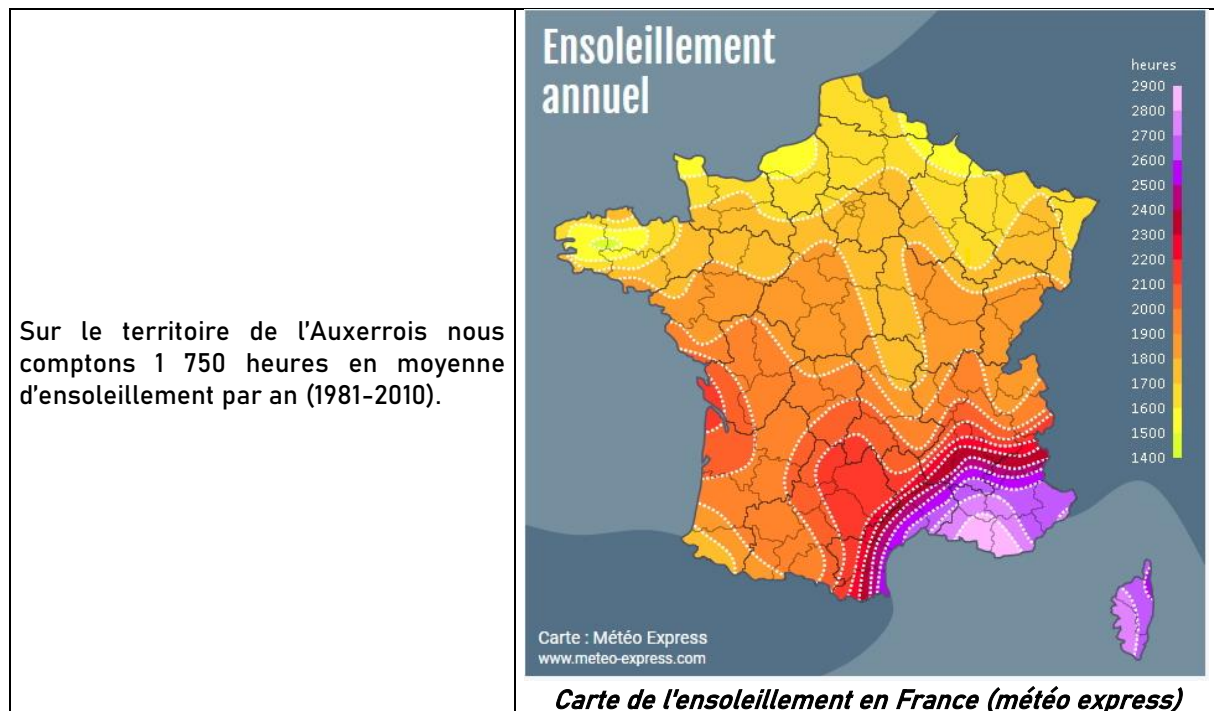 Sur le territoire de l'Auxerrois nous
comptons 1 750 heures en moyenne
d'ensoleillement par an (1981-2010).
Ensoleillement
annuel
heures
2900
2800
2700
2600
2500
2400
2300
2200
2100
2000
1900
1800
1700
1600
1500
1400
Carte : Météo Express
www.meteo-express.com
Carte de l'ensoleillement en France (météo express)